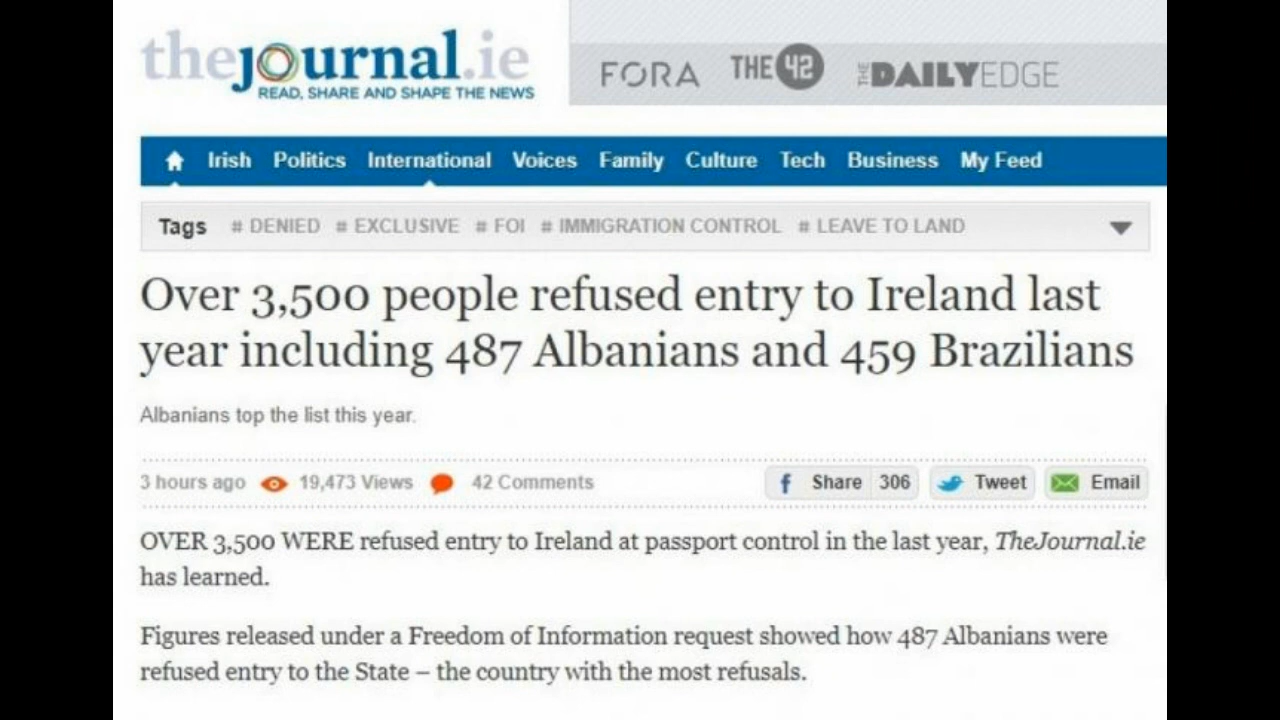 thejournal.ie
READ, SHARE AND SHAPE THE NEWS
FORA THE 42 THE DAILYEDGE
Irish Politics International Voices Family Culture Tech Business My Feed
Tags # DENIED # EXCLUSIVE # FOI # IMMIGRATION CONTROL # LEAVE TO LAND
Over 3,500 people refused entry to Ireland last
year including 487 Albanians and 459 Brazilians
Albanians top the list this year.
3 hours ago 19,473 Views 42 Comments f Share 306 Tweet Email
OVER 3,500 WERE refused entry to Ireland at passport control in the last year, TheJournal.ie
has learned.
Figures released under a Freedom of Information request showed how 487 Albanians were
refused entry to the State – the country with the most refusals.